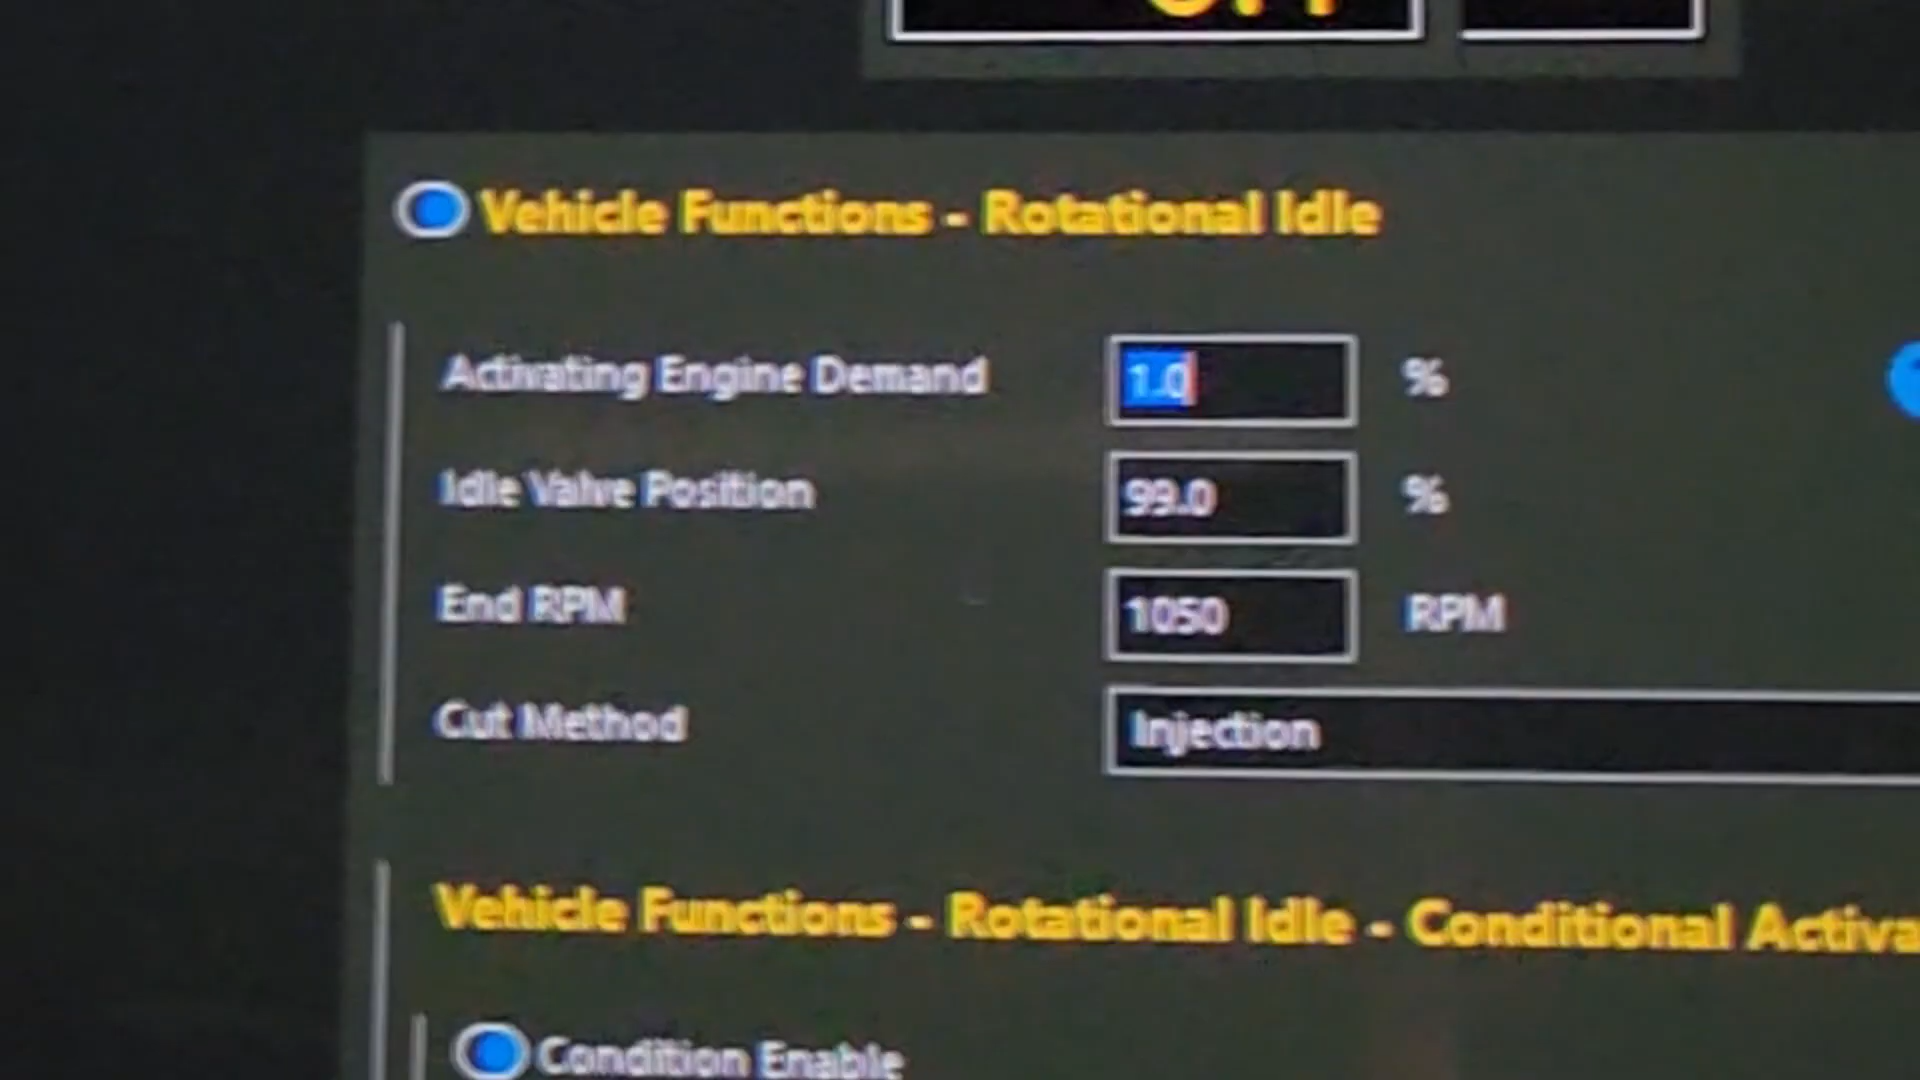 Vehicle Functions - Rotational Idle
Activating Engine Demand 1.0 %
Idle Valve Position 99.0 %
End RPM 1050 RPM
Cut Method Injection
Vehicle Functions - Rotational Idle - Conditional
Condition Enable